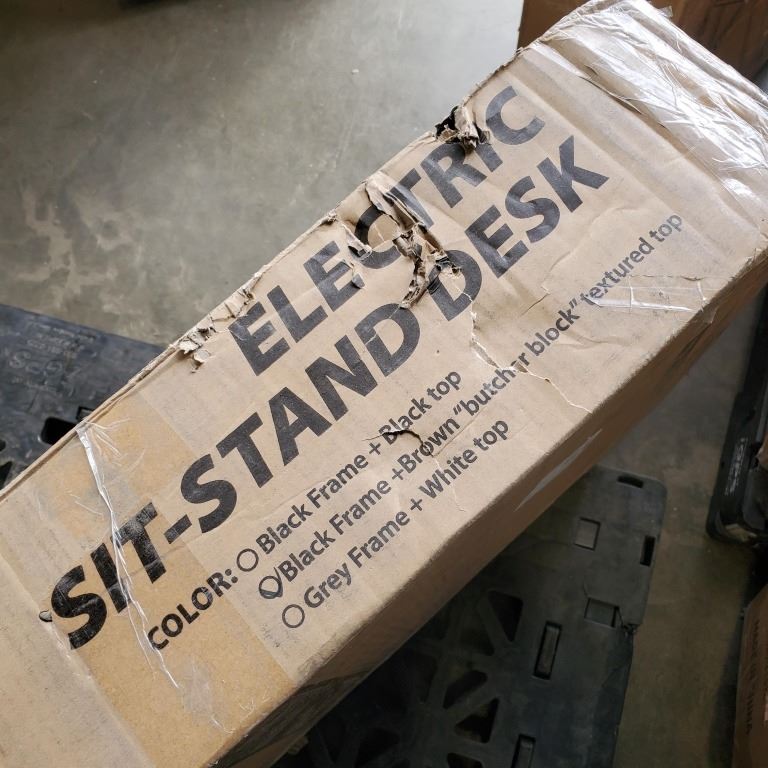 ELECTRIC
SIT-STAND DESK
COLOR: Black Frame + Black top
Black Frame +Brown "butcher block" textured top
Grey Frame + White top